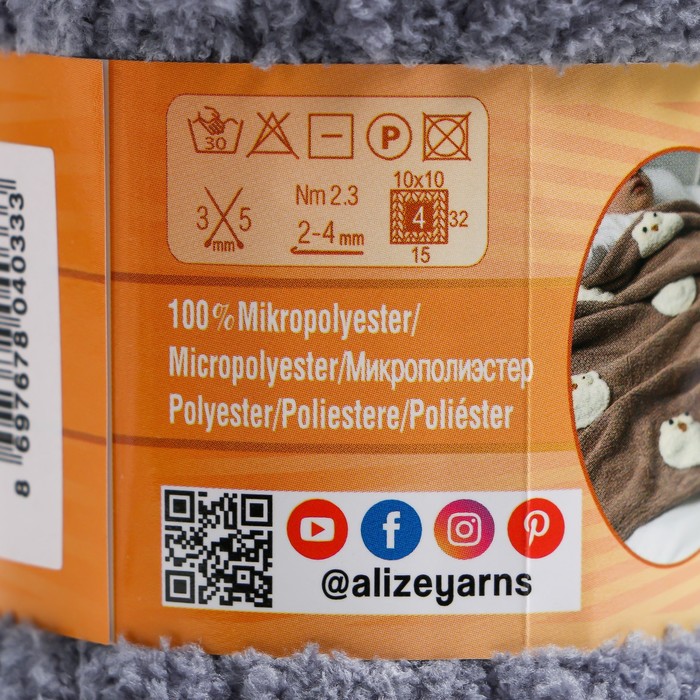 30
P
3 5
mm
Nm 2.3
2-4 mm
10x10
4
32
15
100% Mikropolyester/
Micropolyester/Микрополиэстер
Polyester/Poliestere/Poliéster
@alizeyarns
8 697678 040333